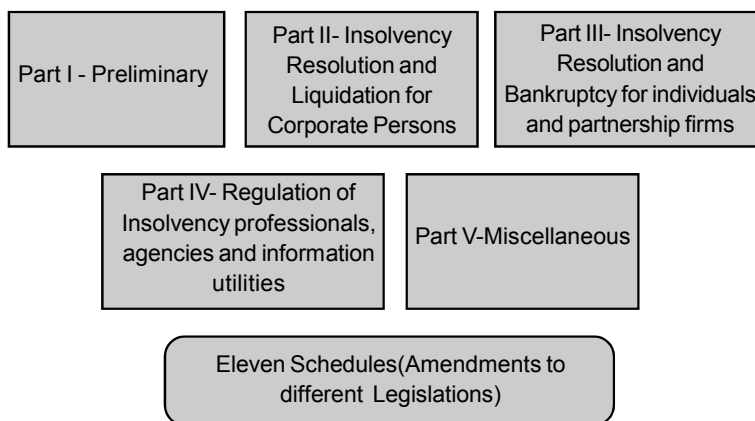 Part I - Preliminary
Part II- Insolvency
Resolution and
Liquidation for
Corporate Persons
Part III- Insolvency
Resolution and
Bankruptcy for individuals
and partnership firms
Part IV- Regulation of
Insolvency professionals,
agencies and information
utilities
Part V-Miscellaneous
Eleven Schedules(Amendments to
different Legislations)